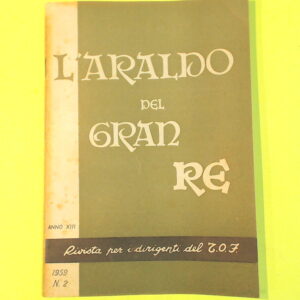 L'ARALDO
DEL
GRAN
RE
ANNO XIII
Rivista per i dirigenti del T.O.F.
1959
N. 2